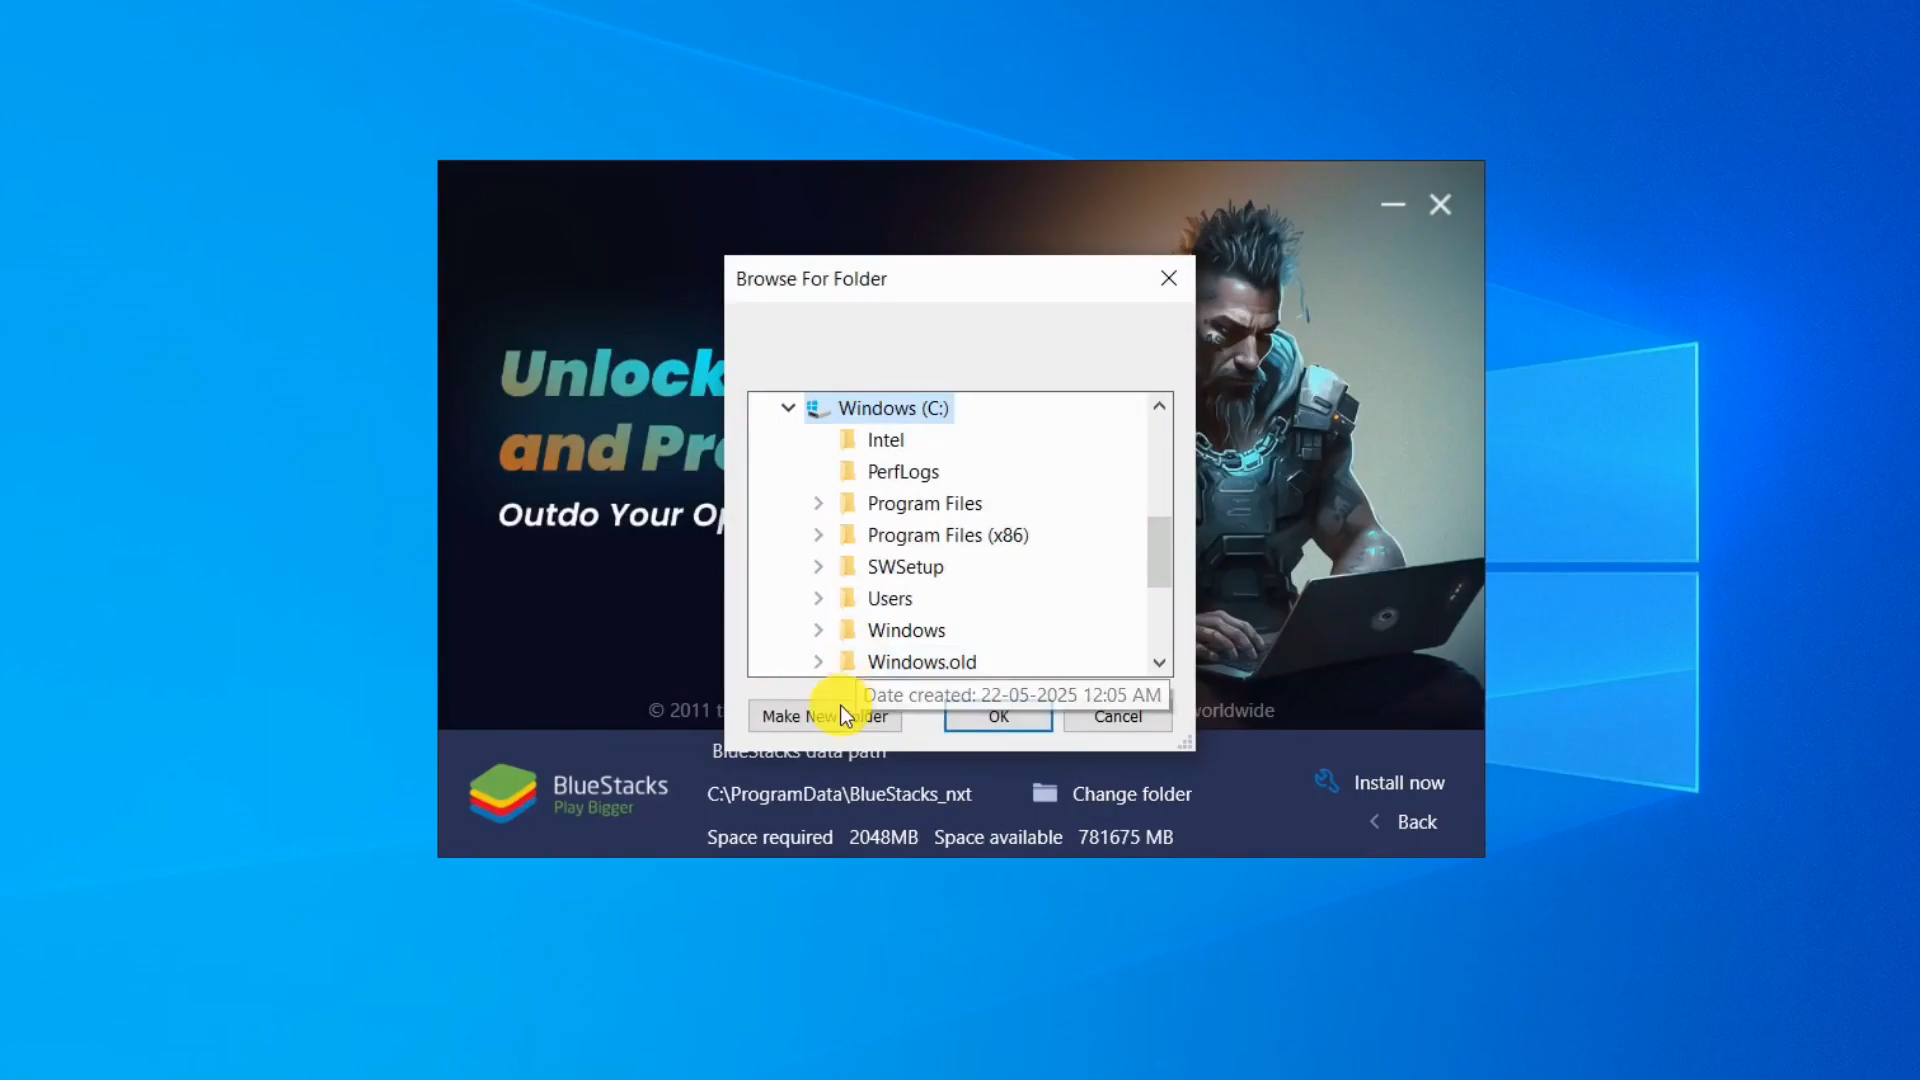 Browse For Folder
Unlock
and Pr
Outdo Your Op
Windows (C:)
Intel
PerfLogs
Program Files
Program Files (x86)
SWSetup
Users
Windows
Windows.old
Date created: 22-05-2025 12:05 AM
Make New Folder
OK
Cancel
© 2011 t
worldwide
BlueStacks data path
BlueStacks
Play Bigger
C:\ProgramData\BlueStacks_nxt
Change folder
Install now
Back
Space required 2048MB Space available 781675 MB